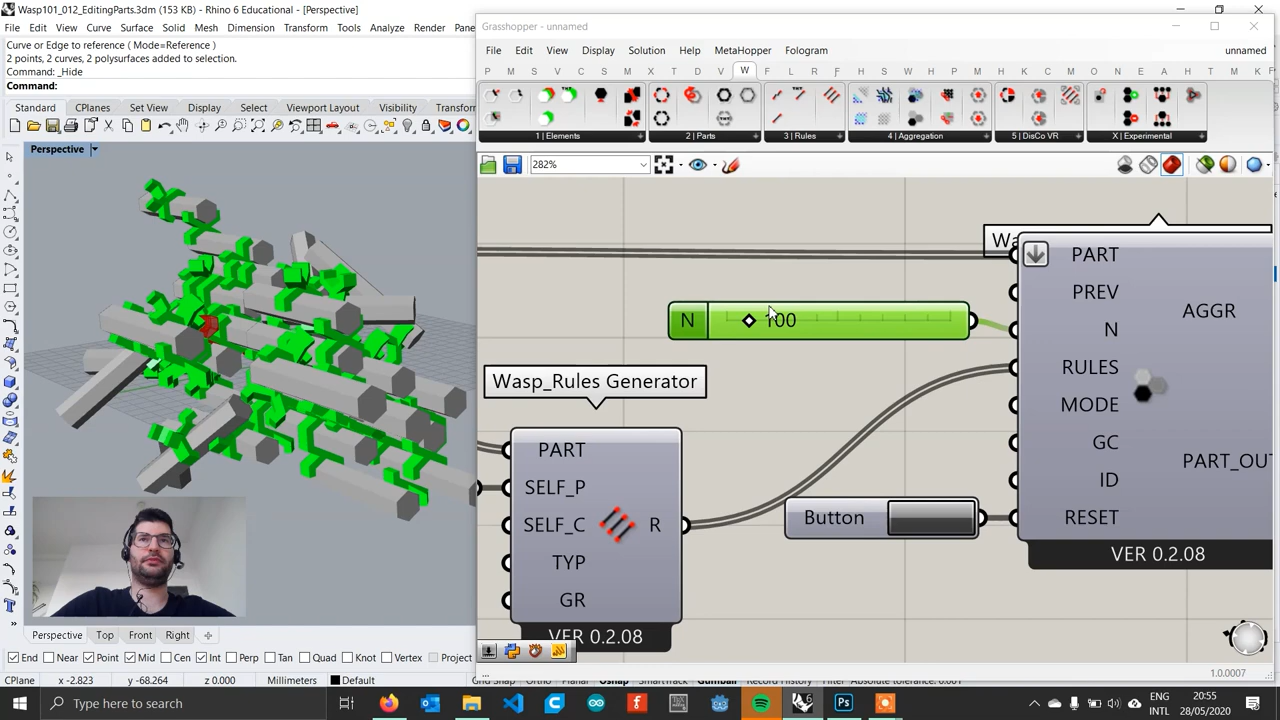 Wasp101_012_EditingParts.3dm (153 KB) - Rhino 6 Educational - [Perspective]
File Edit View Curve Surface Solid Mesh Dimension Transform Tools Analyze Render
Curve or Edge to reference ( Mode=Reference )
2 points, 2 curves, 2 polysurfaces added to selection.
Command: _Hide
Command:
Standard CPlanes Set View Display Select Viewport Layout Visibility Transform
Perspective
Grasshopper - unnamed
File Edit View Solution Display Help MetaHopper Fologram unnamed
P M S V C S M X T D V W F L R F H S W B M K C J M O N X A H S T C M K F
1 | Elements
2 | Parts
3 | Rules
4 | Aggregation
5 | DisCo VR
X | Experimental
282%
N
100
Wasp_Rules Generator
PART
SELF_P
SELF_C
TYP
GR
R
VER 0.2.08
Button
PART
PREV
N
RULES
MODE
GC
ID
RESET
AGGR
PART_OU
VER 0.2.08
...
1.0.0007
Perspective Top Front Right
End Near Point Mid Cen Int Perp Tan Quad Knot Vertex Project
CPlane x -2.823 y -68.264 z 0.000 Millimeters Default
Type here to search
ENG
INTL
20:55
28/05/2020